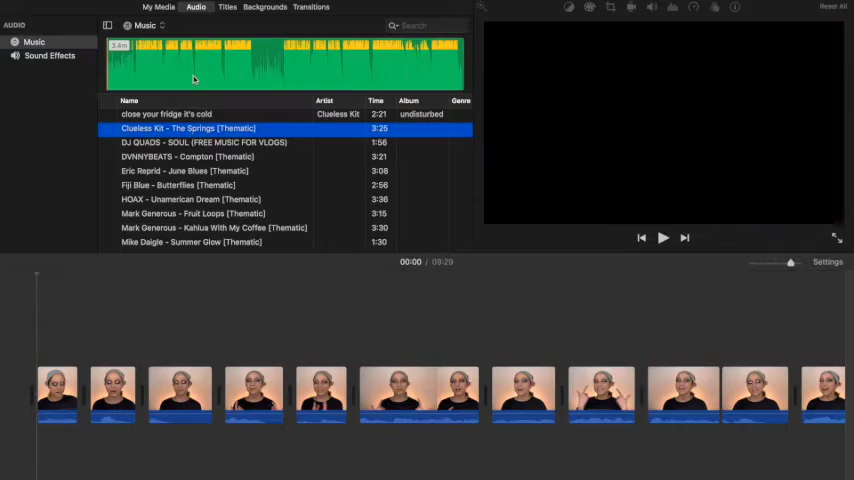 My Media Audio Titles Backgrounds Transitions
Reset All
AUDIO
Music
Search
Music
Sound Effects
3.4m
Name Artist Time Album Genre
close your fridge it's cold Clueless Kit 2:21 undisturbed
Clueless Kit - The Springs [Thematic] 3:25
DJ QUADS - SOUL (FREE MUSIC FOR VLOGS) 1:56
DVNNYBEATS - Compton [Thematic] 3:21
Eric Reprid - June Blues [Thematic] 3:08
Fiji Blue - Butterflies [Thematic] 2:56
HOAX - Unamerican Dream [Thematic] 3:36
Mark Generous - Fruit Loops [Thematic] 3:15
Mark Generous - Kahlua With My Coffee [Thematic] 3:30
Mike Daigle - Summer Glow [Thematic] 1:30
00:00 / 09:29
Settings